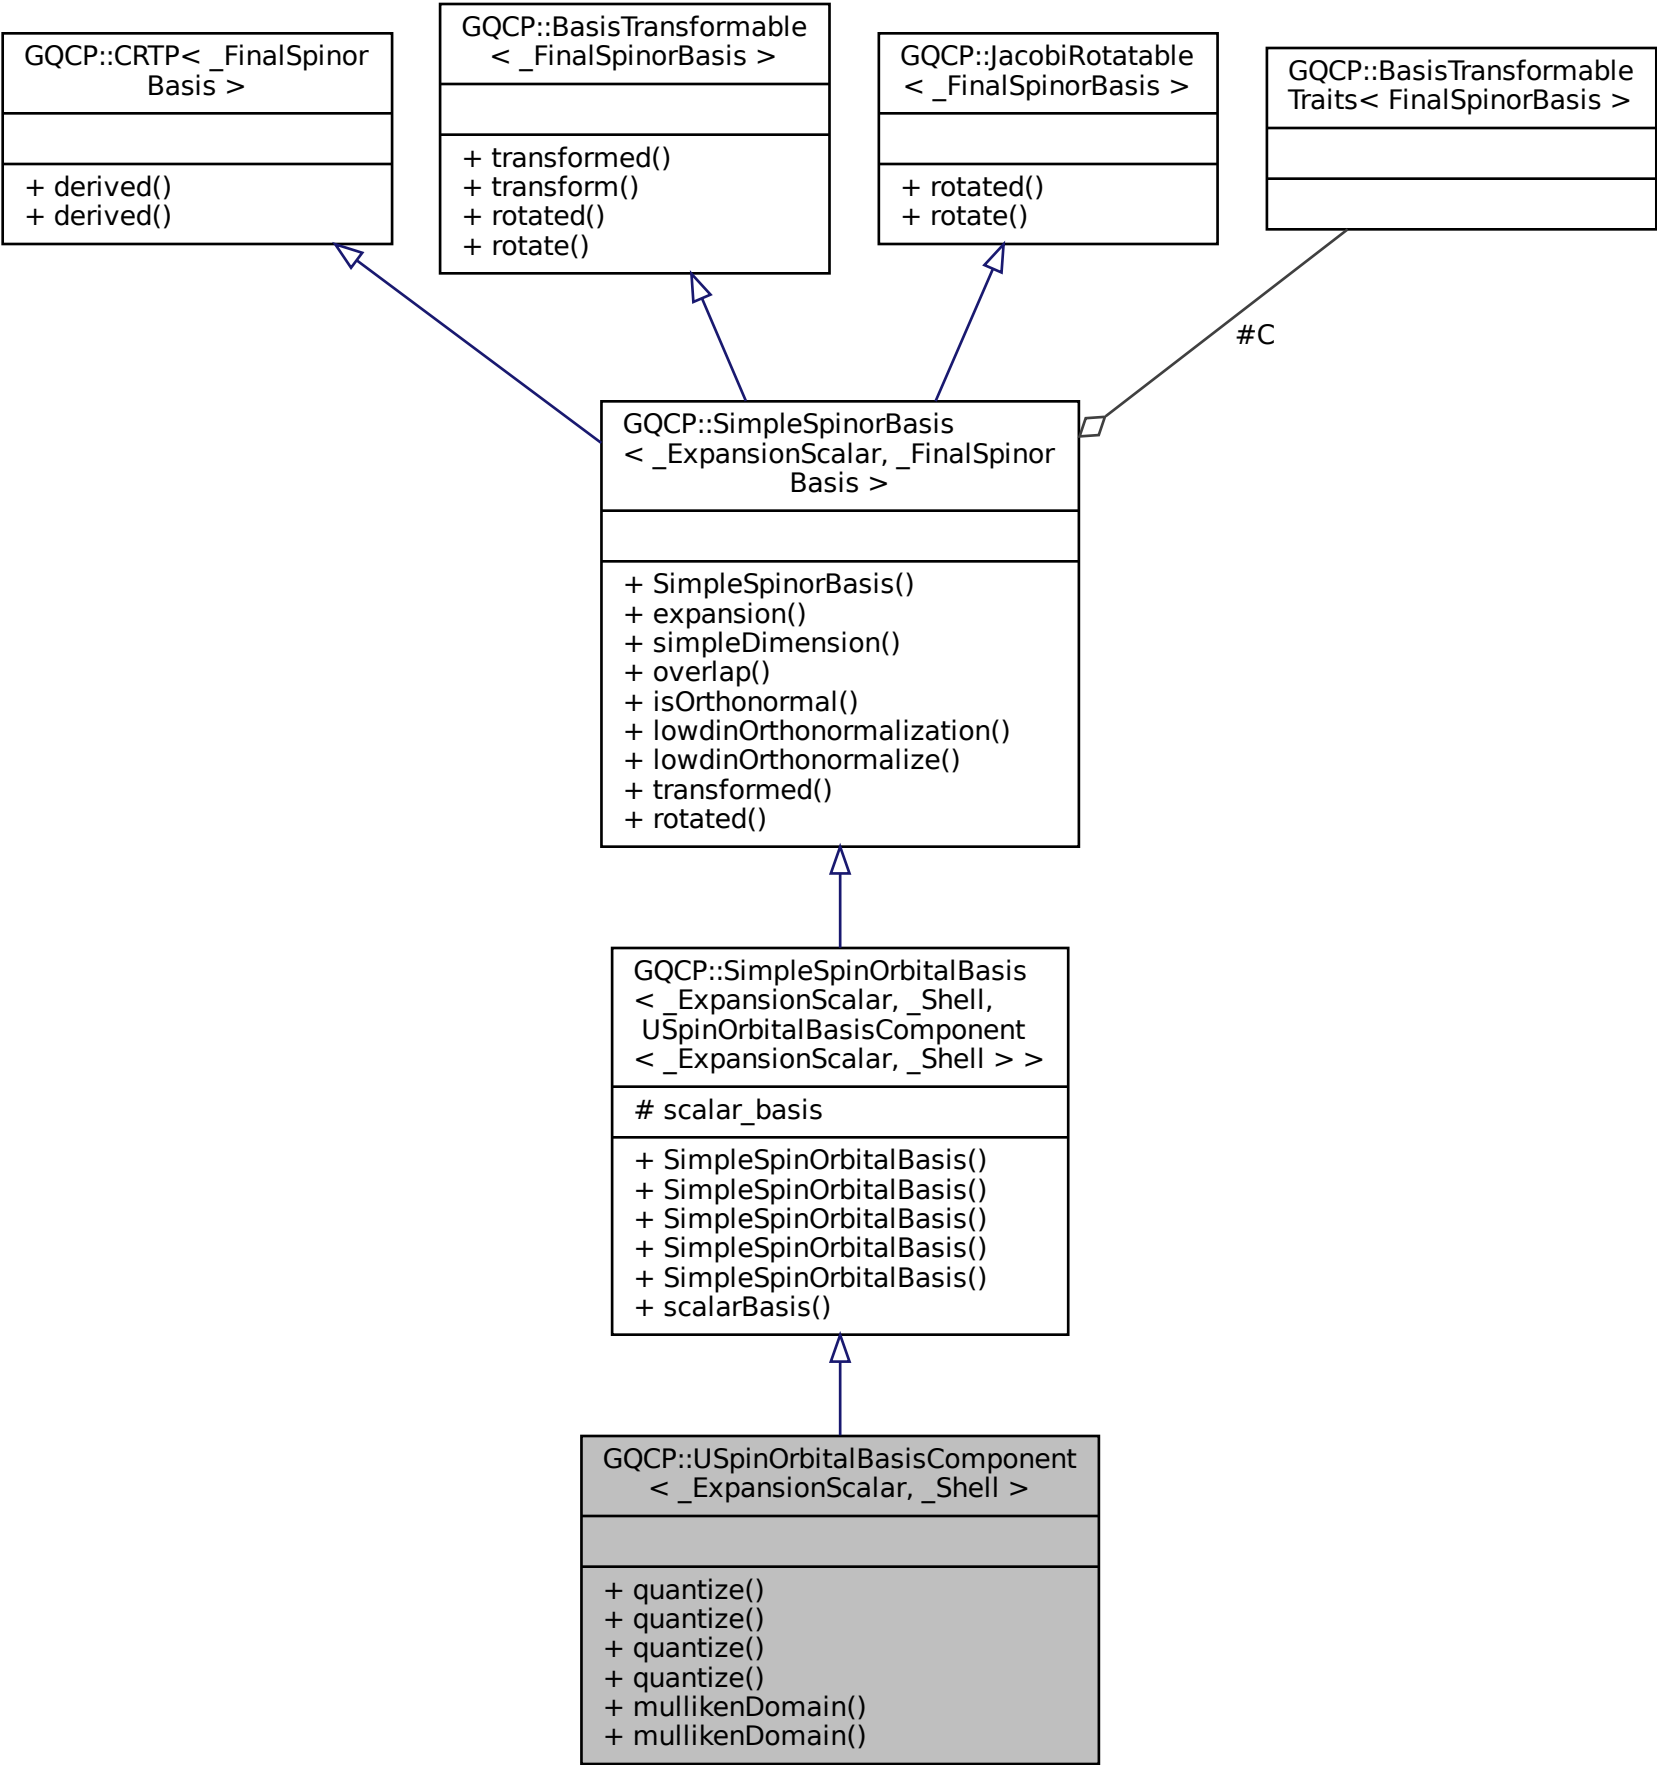 GQCP::CRTP< _FinalSpinor
Basis >
+ derived()
+ derived()
GQCP::BasisTransformable
< _FinalSpinorBasis >
+ transformed()
+ transform()
+ rotated()
+ rotate()
GQCP::JacobiRotatable
< _FinalSpinorBasis >
+ rotated()
+ rotate()
GQCP::BasisTransformable
Traits< FinalSpinorBasis >
#C
GQCP::SimpleSpinorBasis
< _ExpansionScalar, _FinalSpinor
Basis >
+ SimpleSpinorBasis()
+ expansion()
+ simpleDimension()
+ overlap()
+ isOrthonormal()
+ lowdinOrthonormalization()
+ lowdinOrthonormalize()
+ transformed()
+ rotated()
GQCP::SimpleSpinOrbitalBasis
< _ExpansionScalar, _Shell,
USpinOrbitalBasisComponent
< _ExpansionScalar, _Shell > >
# scalar_basis
+ SimpleSpinOrbitalBasis()
+ SimpleSpinOrbitalBasis()
+ SimpleSpinOrbitalBasis()
+ SimpleSpinOrbitalBasis()
+ SimpleSpinOrbitalBasis()
+ scalarBasis()
GQCP::USpinOrbitalBasisComponent
< _ExpansionScalar, _Shell >
+ quantize()
+ quantize()
+ quantize()
+ quantize()
+ mullikenDomain()
+ mullikenDomain()